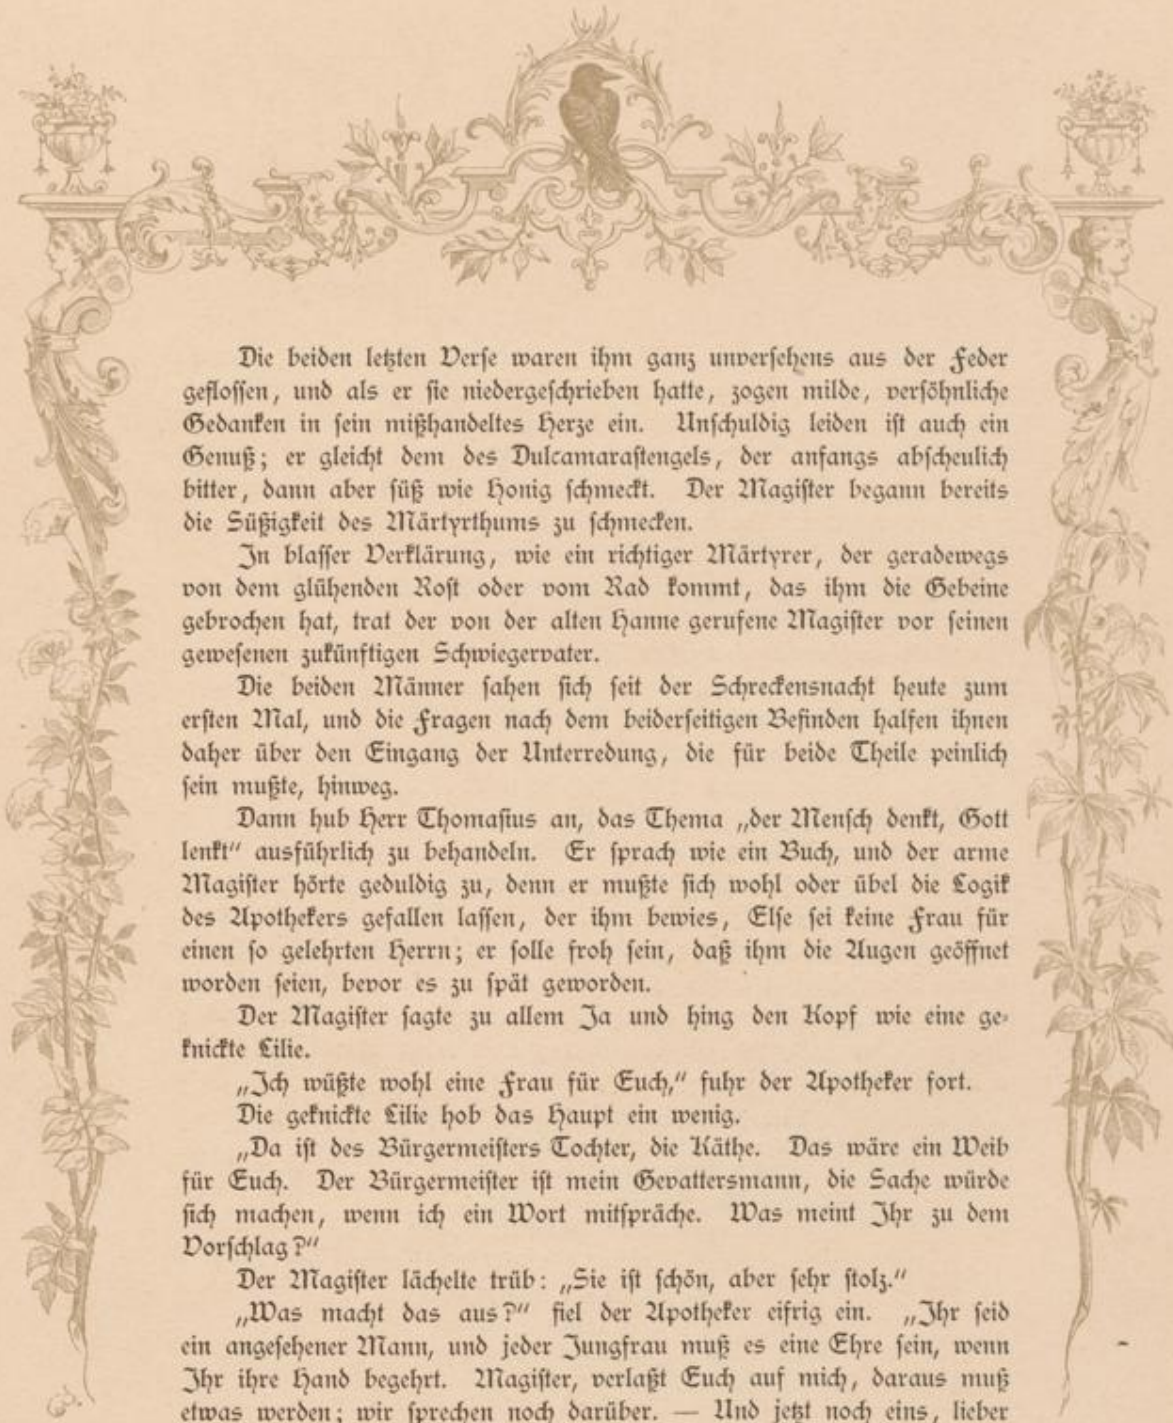 Die beiden letzten Verse waren ihm ganz unversehens aus der Feder
geflossen, und als er sie niedergeschrieben hatte, zogen milde, versöhnliche
Gedanken in sein mißhandeltes Herze ein. Unschuldig leiden ist auch ein
Genuß; er gleicht dem des Dulcamarastengels, der anfangs abscheulich
bitter, dann aber süß wie Honig schmeckt. Der Magister begann bereits
die Süßigkeit des Märtyrthums zu schmecken.
In blasser Verklärung, wie ein richtiger Märtyrer, der geradewegs
von dem glühenden Rost oder vom Rad kommt, das ihm die Gebeine
gebrochen hat, trat der von der alten Hanne gerufene Magister vor seinen
gewesenen zukünftigen Schwiegervater.
Die beiden Männer sahen sich seit der Schreckensnacht heute zum
ersten Mal, und die Fragen nach dem beiderseitigen Befinden halfen ihnen
daher über den Eingang der Unterredung, die für beide Theile peinlich
sein mußte, hinweg.
Dann hub Herr Thomasius an, das Thema „der Mensch denkt, Gott
lenkt“ ausführlich zu behandeln. Er sprach wie ein Buch, und der arme
Magister hörte geduldig zu, denn er mußte sich wohl oder übel die Logik
des Apothekers gefallen lassen, der ihm bewies, Else sei keine Frau für
einen so gelehrten Herrn; er solle froh sein, daß ihm die Augen geöffnet
worden seien, bevor es zu spät geworden.
Der Magister sagte zu allem Ja und hing den Kopf wie eine ge-
knickte Lilie.
„Ich wüßte wohl eine Frau für Euch,“ fuhr der Apotheker fort.
Die geknickte Lilie hob das Haupt ein wenig.
„Da ist des Bürgermeisters Tochter, die Käthe. Das wäre ein Weib
für Euch. Der Bürgermeister ist mein Gevattersmann, die Sache würde
sich machen, wenn ich ein Wort mitspräche. Was meint Ihr zu dem
Vorschlag?“
Der Magister lächelte trüb: „Sie ist schön, aber sehr stolz.“
„Was macht das aus?“ fiel der Apotheker eifrig ein. „Ihr seid
ein angesehener Mann, und jeder Jungfrau muß es eine Ehre sein, wenn
Ihr ihre Hand begehrt. Magister, verlaßt Euch auf mich, daraus muß
etwas werden; wir sprechen noch darüber. — Und jetzt noch eins, lieber